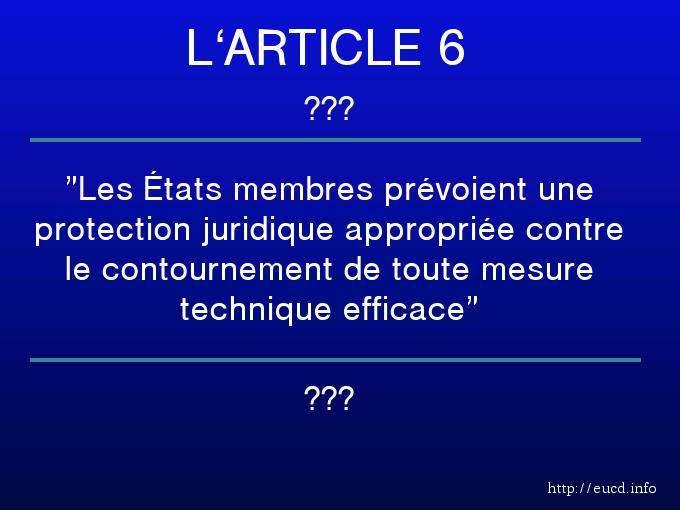 L‘ARTICLE 6
???
”Les États membres prévoient une
protection juridique appropriée contre
le contournement de toute mesure
technique efficace”
???
http://eucd.info